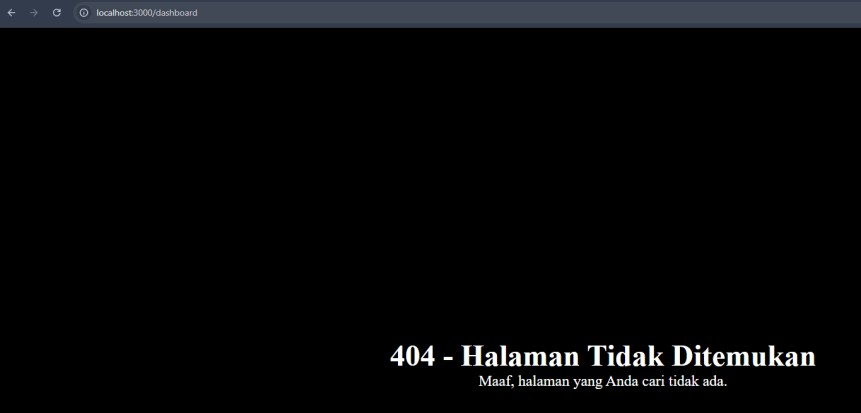 localhost:3000/dashboard
404 - Halaman Tidak Ditemukan
Maaf, halaman yang Anda cari tidak ada.